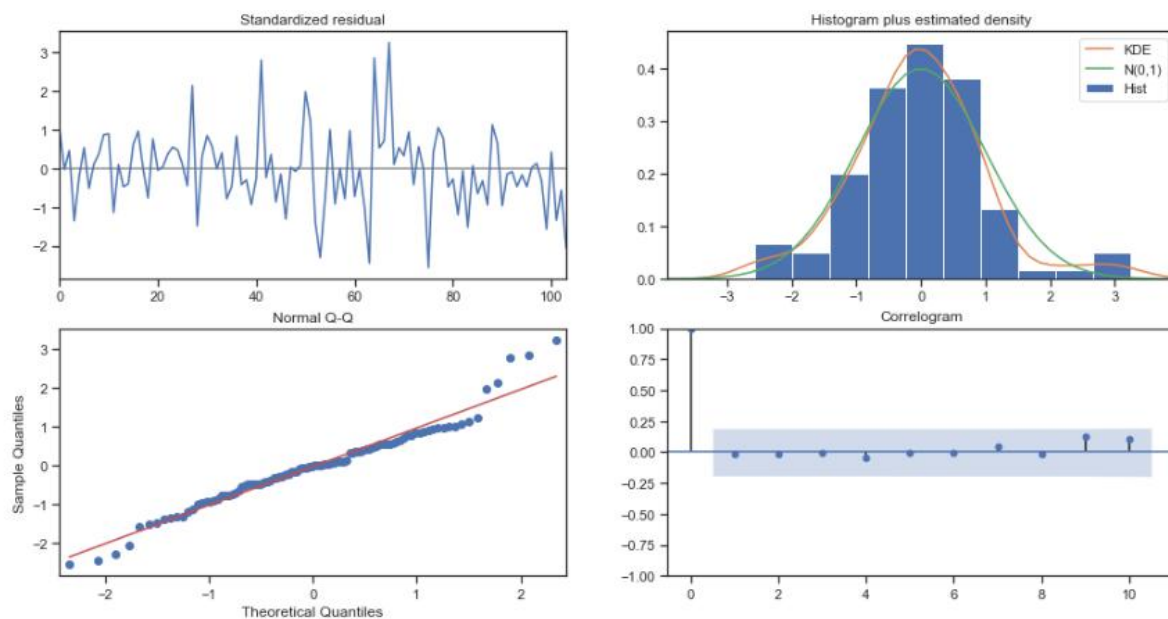 Standardized residual
3
2
1
0
−1
−2
0 20 40 60 80 100
Histogram plus estimated density
KDE
N(0,1)
Hist
0.4
0.3
0.2
0.1
0.0
−3 −2 −1 0 1 2 3
Normal Q-Q
Sample Quantiles
3
2
1
0
−1
−2
−2 −1 0 1 2
Theoretical Quantiles
Correlogram
1.00
0.75
0.50
0.25
0.00
−0.25
−0.50
−0.75
−1.00
0 2 4 6 8 10